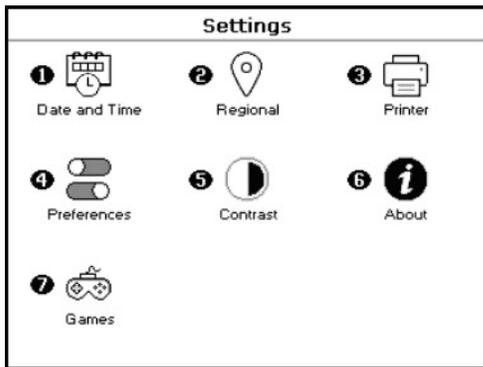 Settings
1 2 3
Date and Time Regional Printer
4 5 6
Preferences Contrast About
7
Games